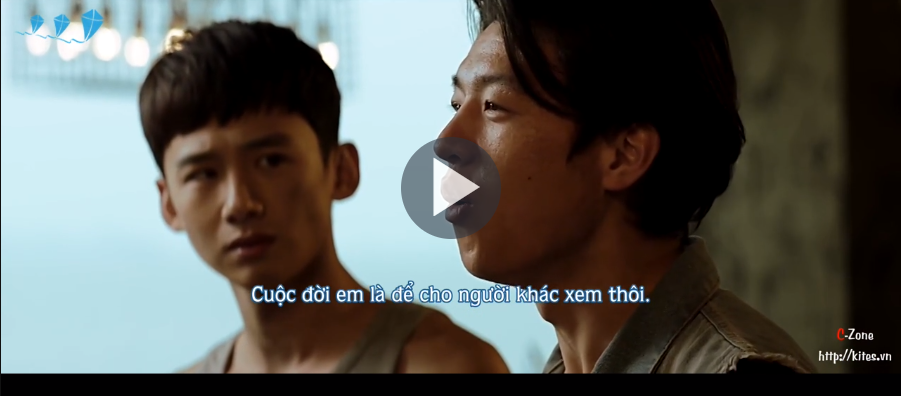 Cuộc đời em là để cho người khác xem thôi.
C-Zone
http://kites.vn